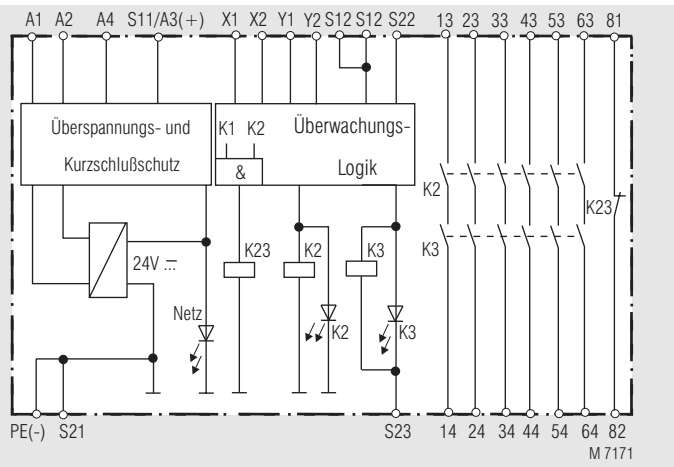 A1 A2 A4 S11/A3(+) X1 X2 Y1 Y2 S12 S12 S22 13 23 33 43 53 63 81
Überspannungs- und
Kurzschlußschutz
K1 K2
&
Überwachungs-
Logik
K2
K23
K3
24V
K23 K2 K3
Netz
K2 K3
PE(-) S21 S23 14 24 34 44 54 64 82
M 7171